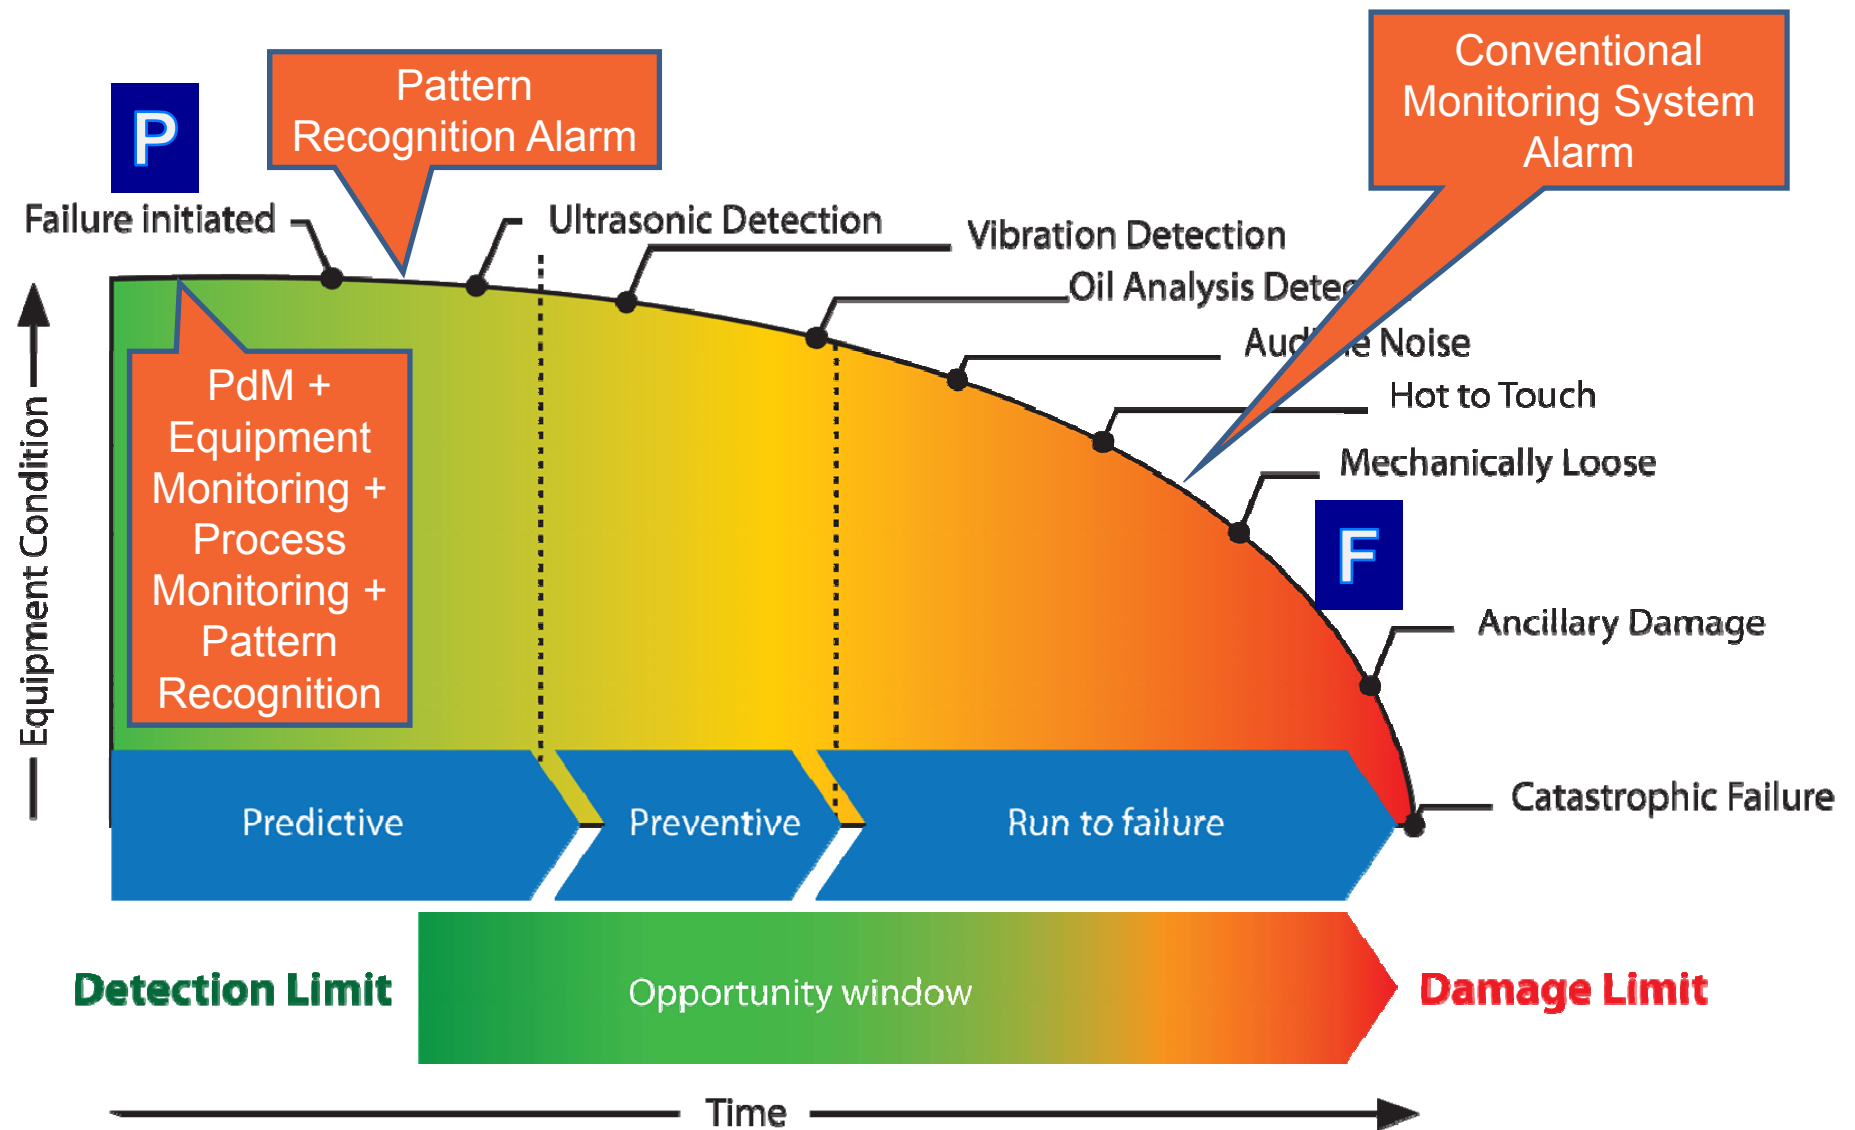 Conventional
Monitoring System
Alarm
Pattern
Recognition Alarm
P
Failure initiated
Ultrasonic Detection
Vibration Detection
Oil Analysis
Noise
Hot to Touch
Mechanically Loose
F
Ancillary Damage
Catastrophic Failure
Equipment Condition
PdM +
Equipment
Monitoring +
Process
Monitoring +
Pattern
Recognition
Predictive
Preventive
Run to failure
Detection Limit
Opportunity window
Damage Limit
Time